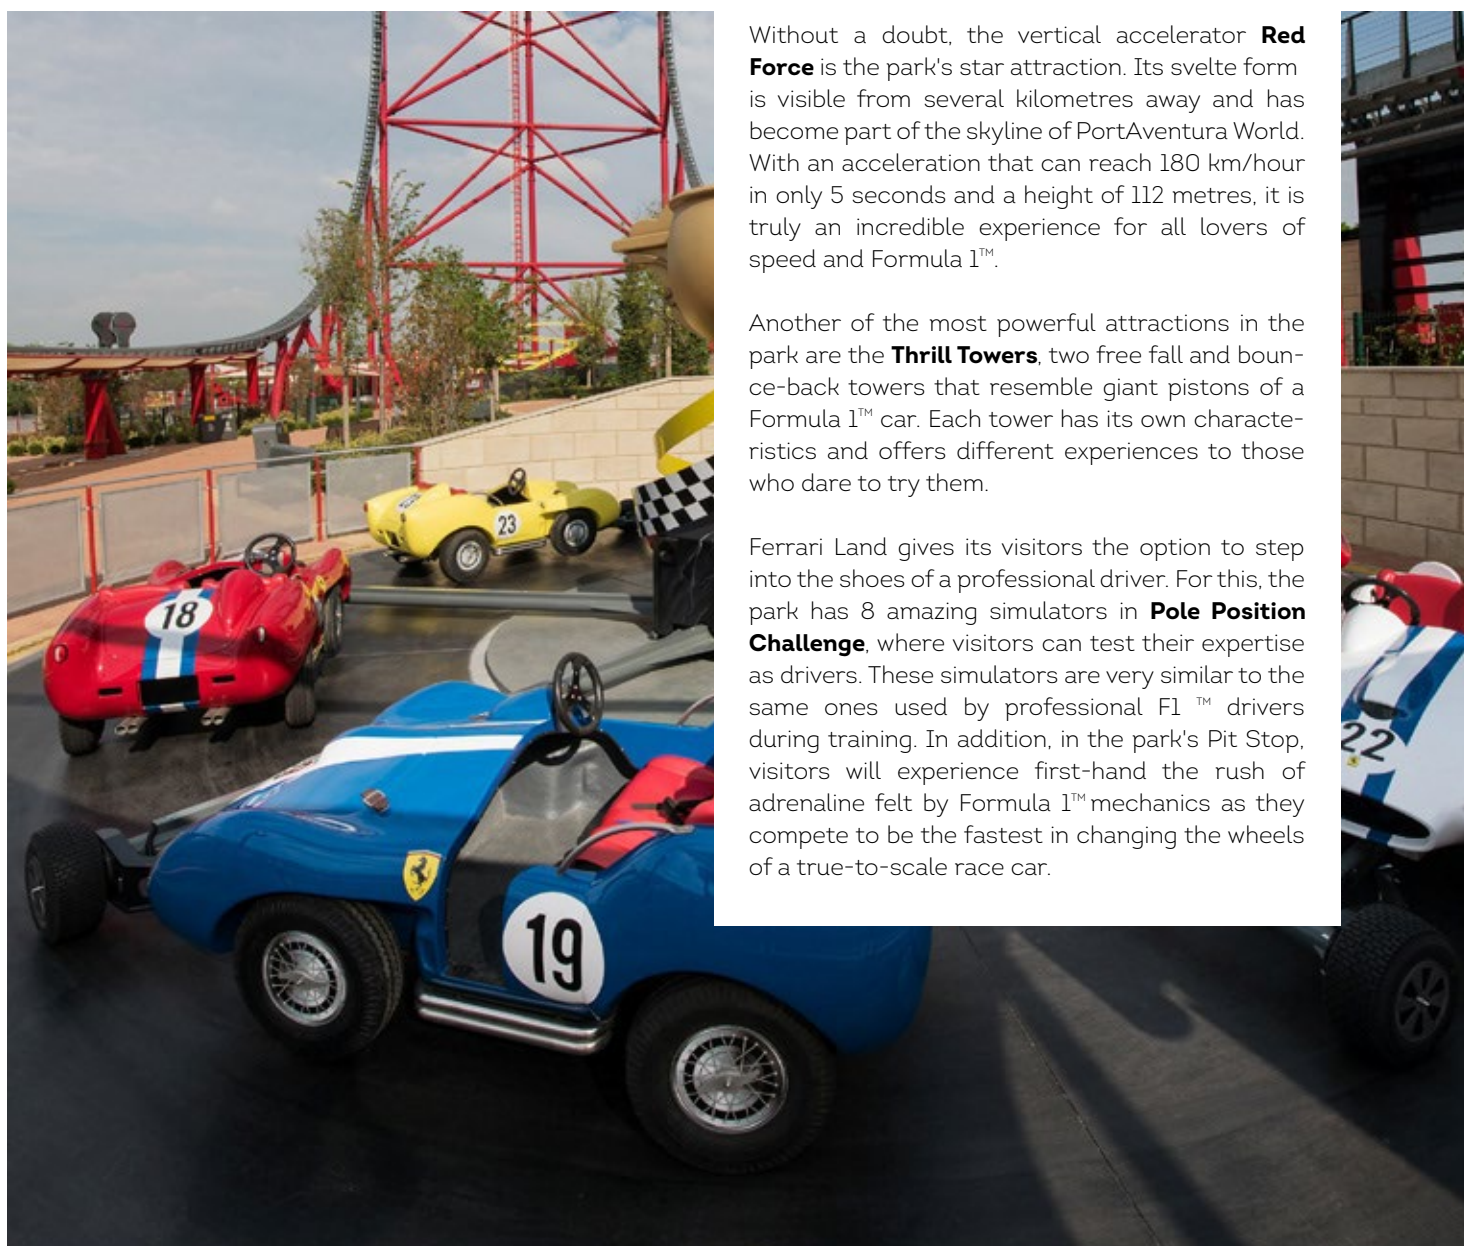 Without a doubt, the vertical accelerator Red
Force is the park's star attraction. Its svelte form
is visible from several kilometres away and has
become part of the skyline of PortAventura World.
With an acceleration that can reach 180 km/hour
in only 5 seconds and a height of 112 metres, it is
truly an incredible experience for all lovers of
speed and Formula 1™.
Another of the most powerful attractions in the
park are the Thrill Towers, two free fall and boun-
ce-back towers that resemble giant pistons of a
Formula 1™ car. Each tower has its own characte-
ristics and offers different experiences to those
who dare to try them.
Ferrari Land gives its visitors the option to step
into the shoes of a professional driver. For this, the
park has 8 amazing simulators in Pole Position
Challenge, where visitors can test their expertise
as drivers. These simulators are very similar to the
same ones used by professional F1 ™ drivers
during training. In addition, in the park's Pit Stop,
visitors will experience first-hand the rush of
adrenaline felt by Formula 1™ mechanics as they
compete to be the fastest in changing the wheels
of a true-to-scale race car.
23
18
22
19